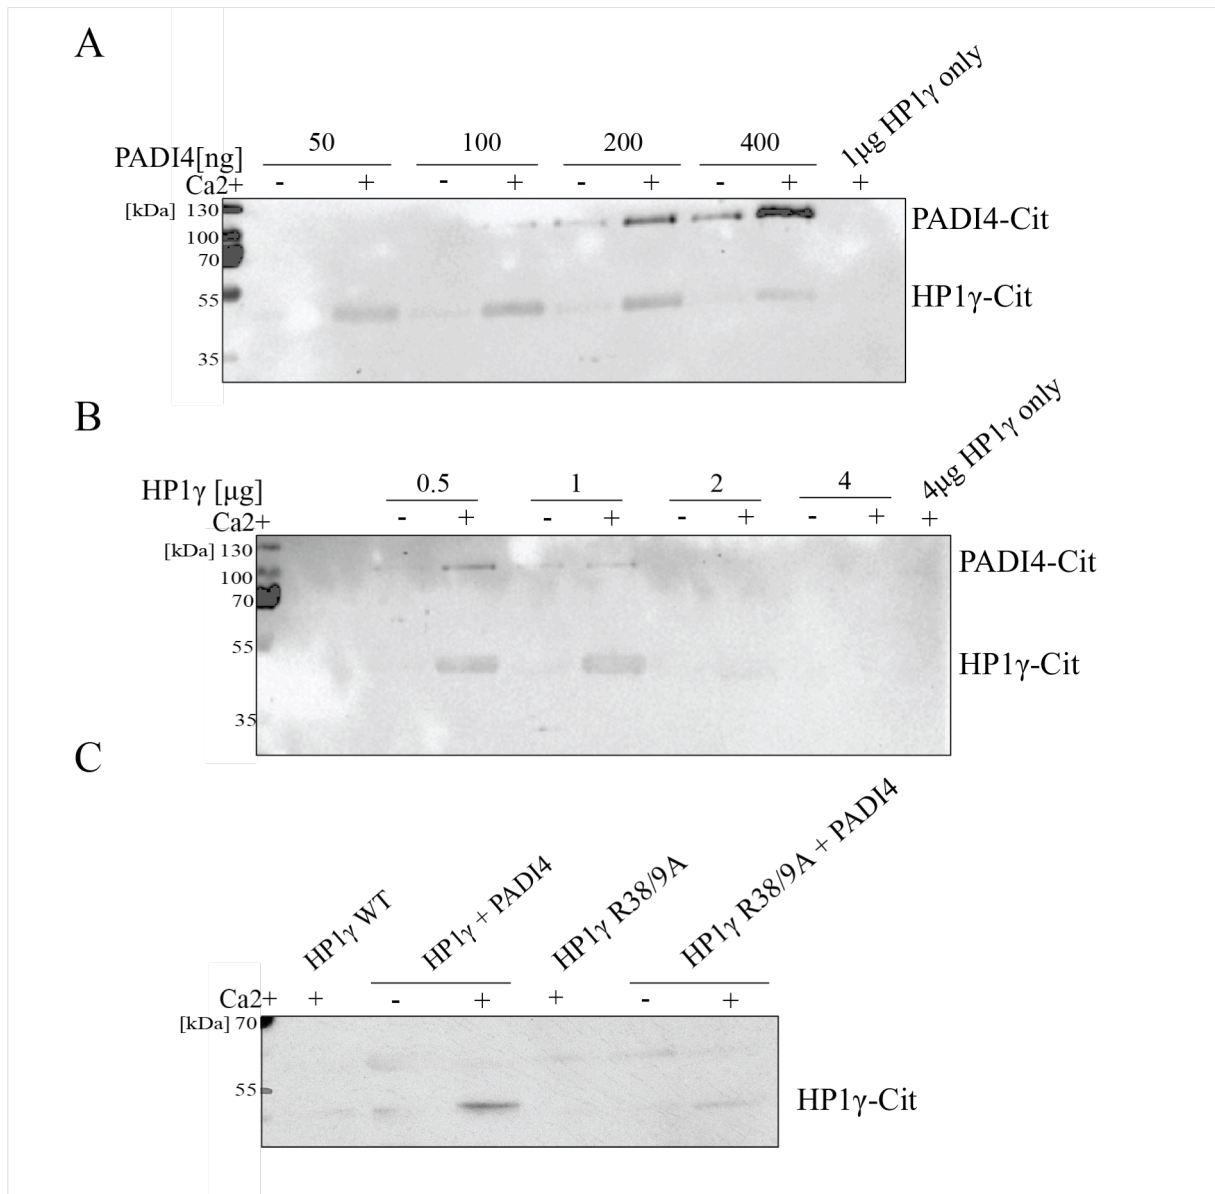 A
1µg HP1γ only
50 100 200 400
PADI4[ng]
Ca2+ - + - + - + - + +
[kDa] 130
PADI4-Cit
100
70
55
HP1γ-Cit
35
B
4µg HP1γ only
HP1γ [µg] 0.5 1 2 4
Ca2+ - + - + - + - + +
[kDa] 130
PADI4-Cit
100
70
55
HP1γ-Cit
35
C
HP1γ WT
HP1γ + PADI4
HP1γ R38/9A
HP1γ R38/9A + PADI4
Ca2+ + - + + - +
[kDa] 70
55
HP1γ-Cit